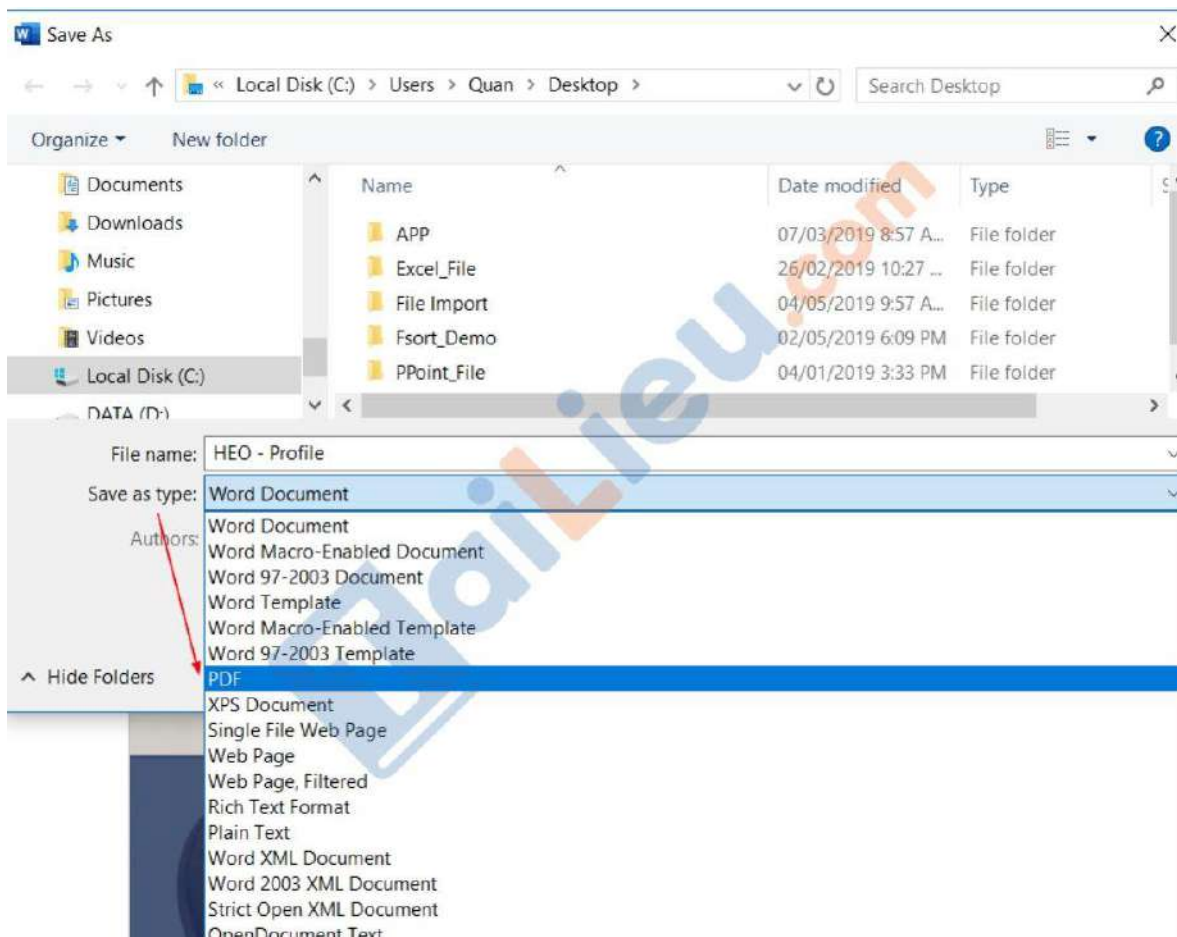 Save As
« Local Disk (C:) > Users > Quan > Desktop >
Search Desktop
Organize
New folder
Name
Date modified
Type
Documents
Downloads
Music
Pictures
Videos
Local Disk (C:)
DATA (D:)
APP 07/03/2019 8:57 A... File folder
Excel_File 26/02/2019 10:27 ... File folder
File Import 04/05/2019 9:57 A... File folder
Fsort_Demo 02/05/2019 6:09 PM File folder
PPoint_File 04/01/2019 3:33 PM File folder
TaiLieu.com
File name: HEO - Profile
Save as type: Word Document
Authors:
Hide Folders
Word Document
Word Macro-Enabled Document
Word 97-2003 Document
Word Template
Word Macro-Enabled Template
Word 97-2003 Template
PDF
XPS Document
Single File Web Page
Web Page
Web Page, Filtered
Rich Text Format
Plain Text
Word XML Document
Word 2003 XML Document
Strict Open XML Document
OpenDocument Text